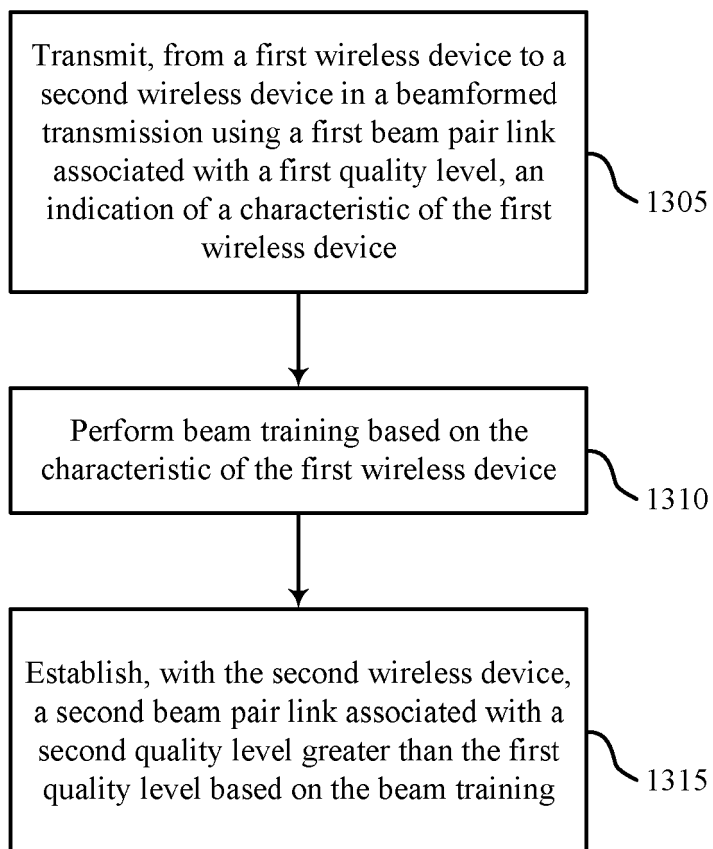 Transmit, from a first wireless device to a
second wireless device in a beamformed
transmission using a first beam pair link
associated with a first quality level, an
indication of a characteristic of the first
wireless device
1305
Perform beam training based on the
characteristic of the first wireless device
1310
Establish, with the second wireless device,
a second beam pair link associated with a
second quality level greater than the first
quality level based on the beam training
1315